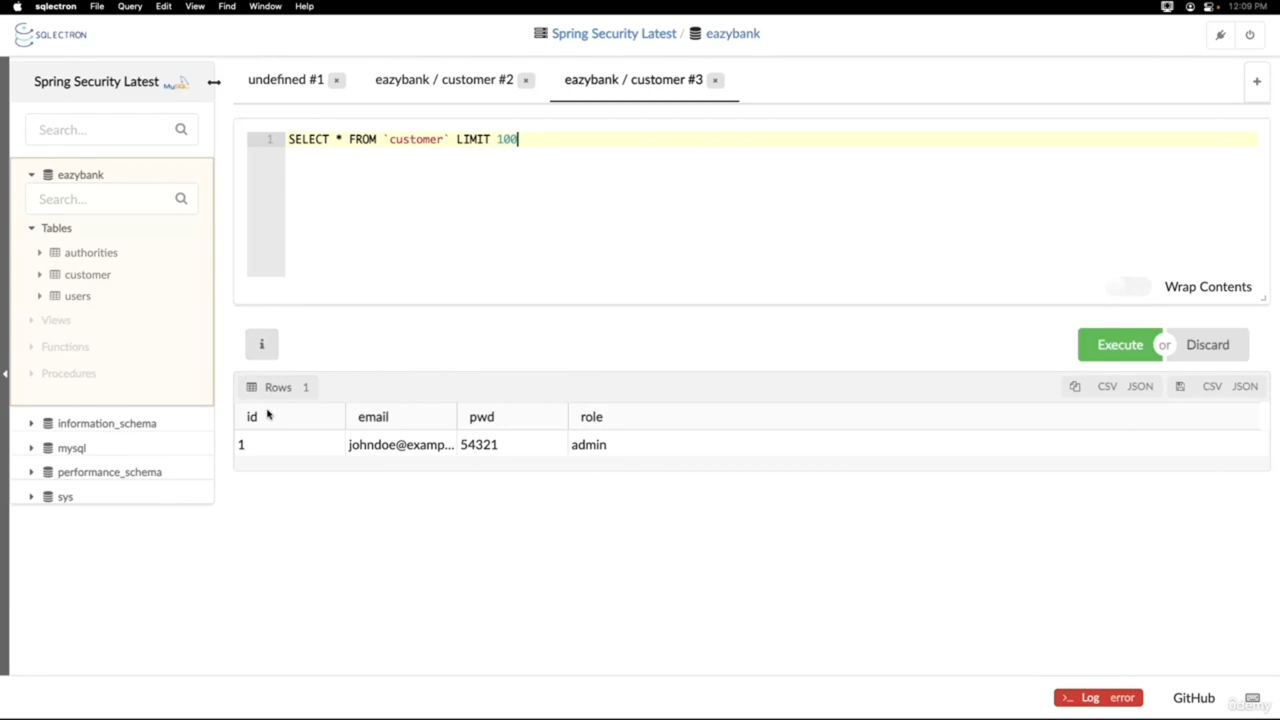 sqlectron File Query Edit View Find Window Help 12:09 PM
SQLECTRON
Spring Security Latest / eazybank
Spring Security Latest MySQL
undefined #1 ×
eazybank / customer #2 ×
eazybank / customer #3 ×
+
Search...
1 SELECT * FROM `customer` LIMIT 100
eazybank
Search...
Tables
authorities
customer
users
Views
Functions
Procedures
information_schema
mysql
performance_schema
sys
Wrap Contents
i
Execute or Discard
Rows 1
CSV JSON
CSV JSON
id email pwd role
1 johndoe@examp... 54321 admin
>_ Log error
GitHub
ûdemy